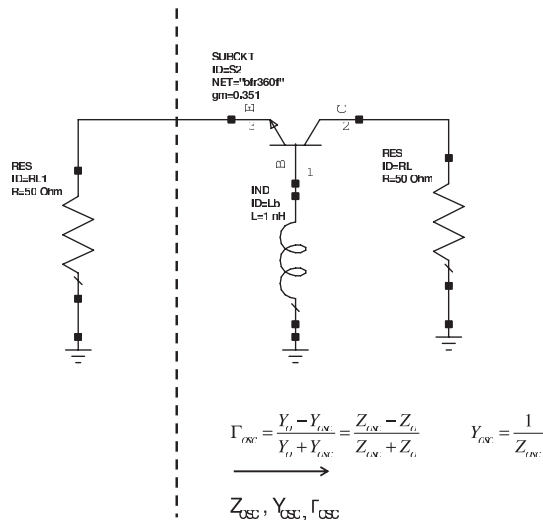 SUBCKT
ID=S2
NET="bfr360f"
gm=0.351
E
3
C
2
B
1
RES
ID=RL1
R=50 Ohm
IND
ID=Lb
L=1 nH
RES
ID=RL
R=50 Ohm
Γ_osc = (Y_o − Y_osc)/(Y_o + Y_osc) = (Z_osc − Z_o)/(Z_osc + Z_o)   Y_osc = 1/Z_osc
Z_osc , Y_osc, Γ_osc